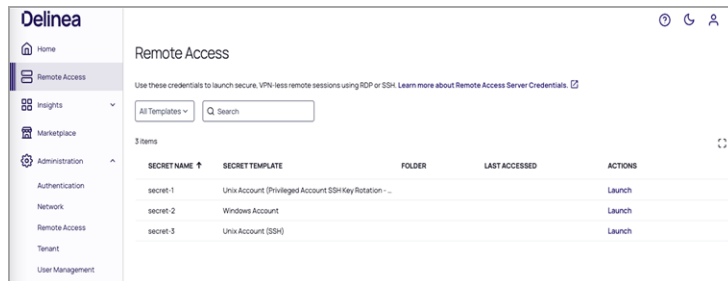 Delinea
Home
Remote Access
Insights
Marketplace
Administration
Authentication
Network
Remote Access
Tenant
User Management
Remote Access
Use these credentials to launch secure, VPN-less remote sessions using RDP or SSH. Learn more about Remote Access Server Credentials.
All Templates
Search
3 items
SECRET NAME SECRET TEMPLATE FOLDER LAST ACCESSED ACTIONS
secret-1 Unix Account (Privileged Account SSH Key Rotation - ... Launch
secret-2 Windows Account Launch
secret-3 Unix Account (SSH) Launch